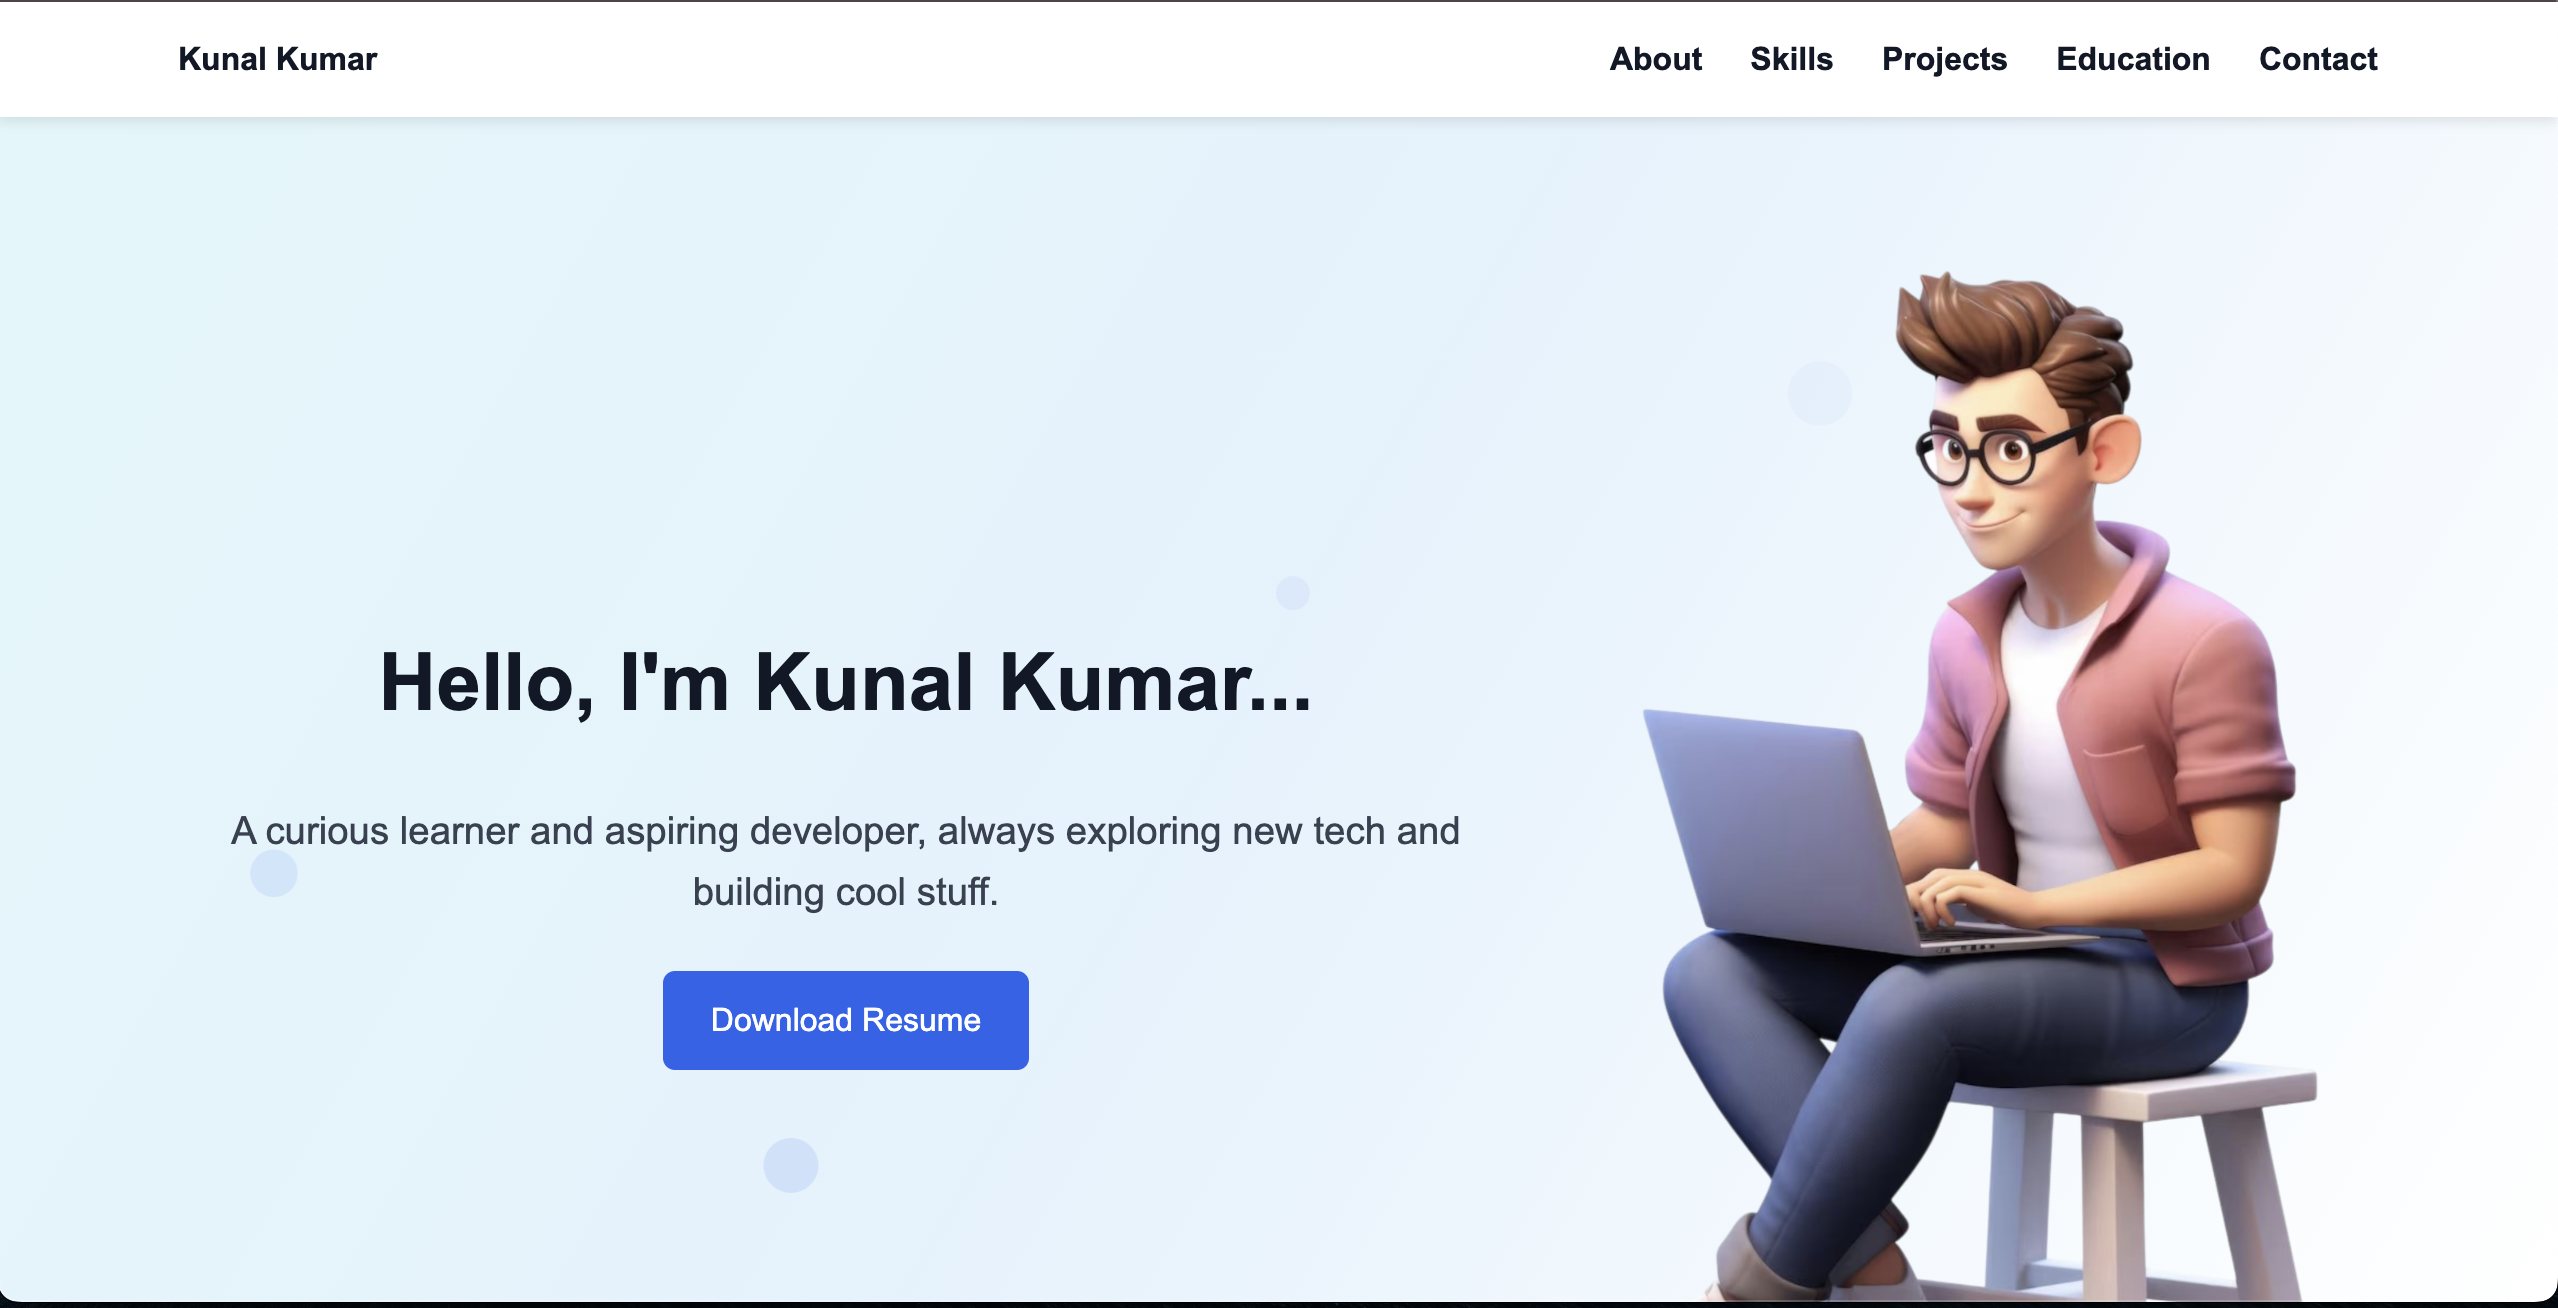 Kunal Kumar
About Skills Projects Education Contact
Hello, I'm Kunal Kumar...
A curious learner and aspiring developer, always exploring new tech and
building cool stuff.
Download Resume